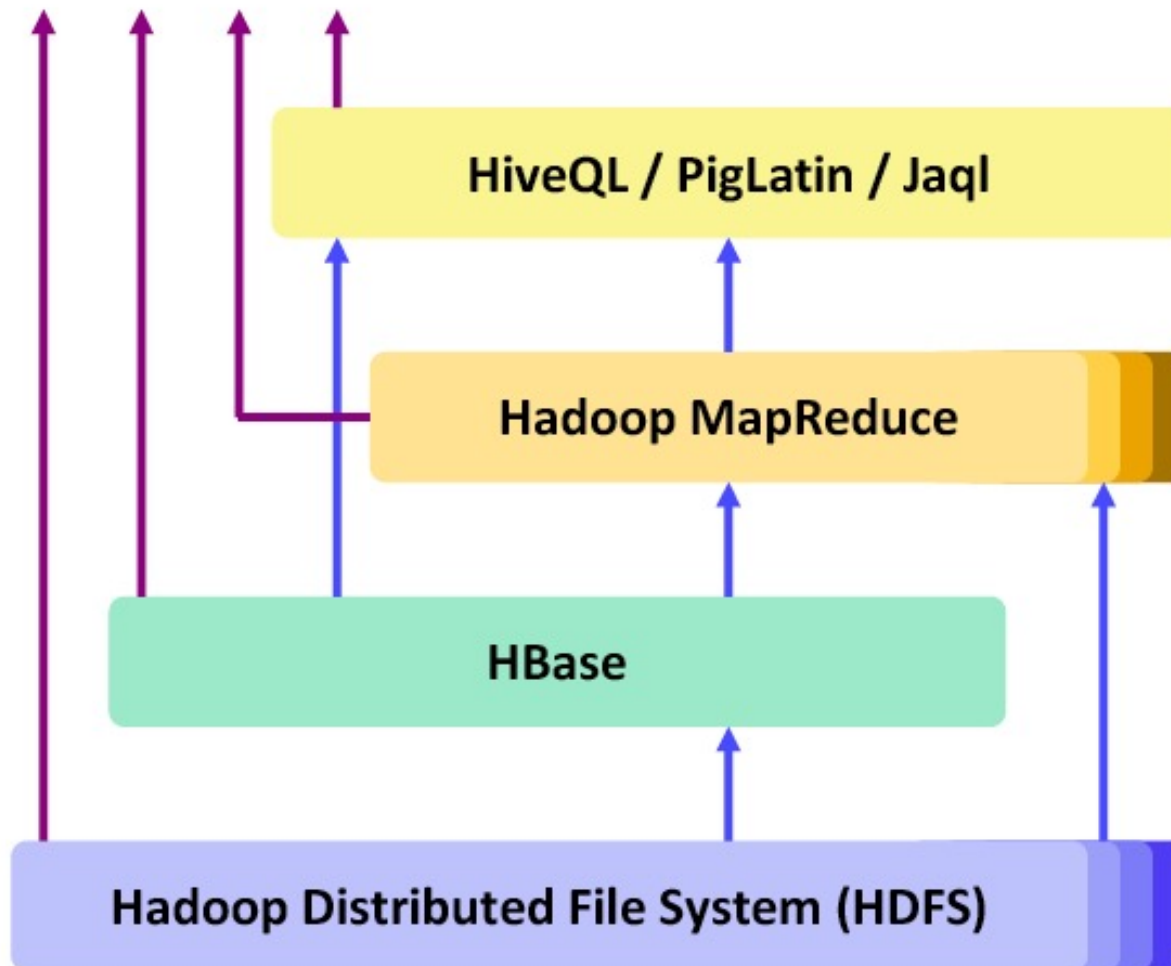 HiveQL / PigLatin / Jaql
Hadoop MapReduce
HBase
Hadoop Distributed File System (HDFS)